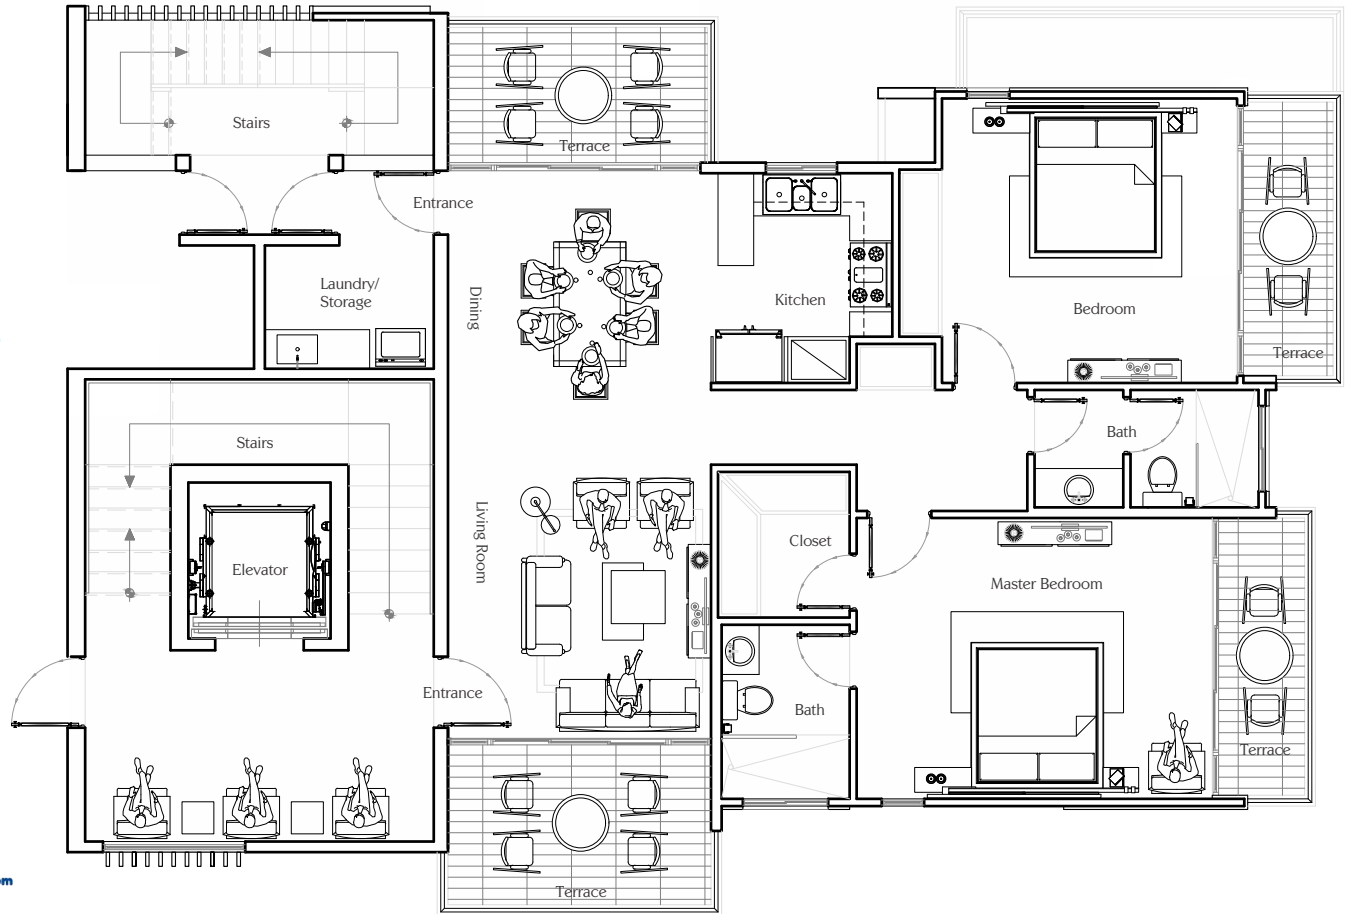 Stairs
Terrace
Entrance
Laundry/
Storage
Dining
Kitchen
Bedroom
Terrace
Stairs
Bath
Living Room
Closet
Elevator
Master Bedroom
Entrance
Bath
Terrace
Terrace